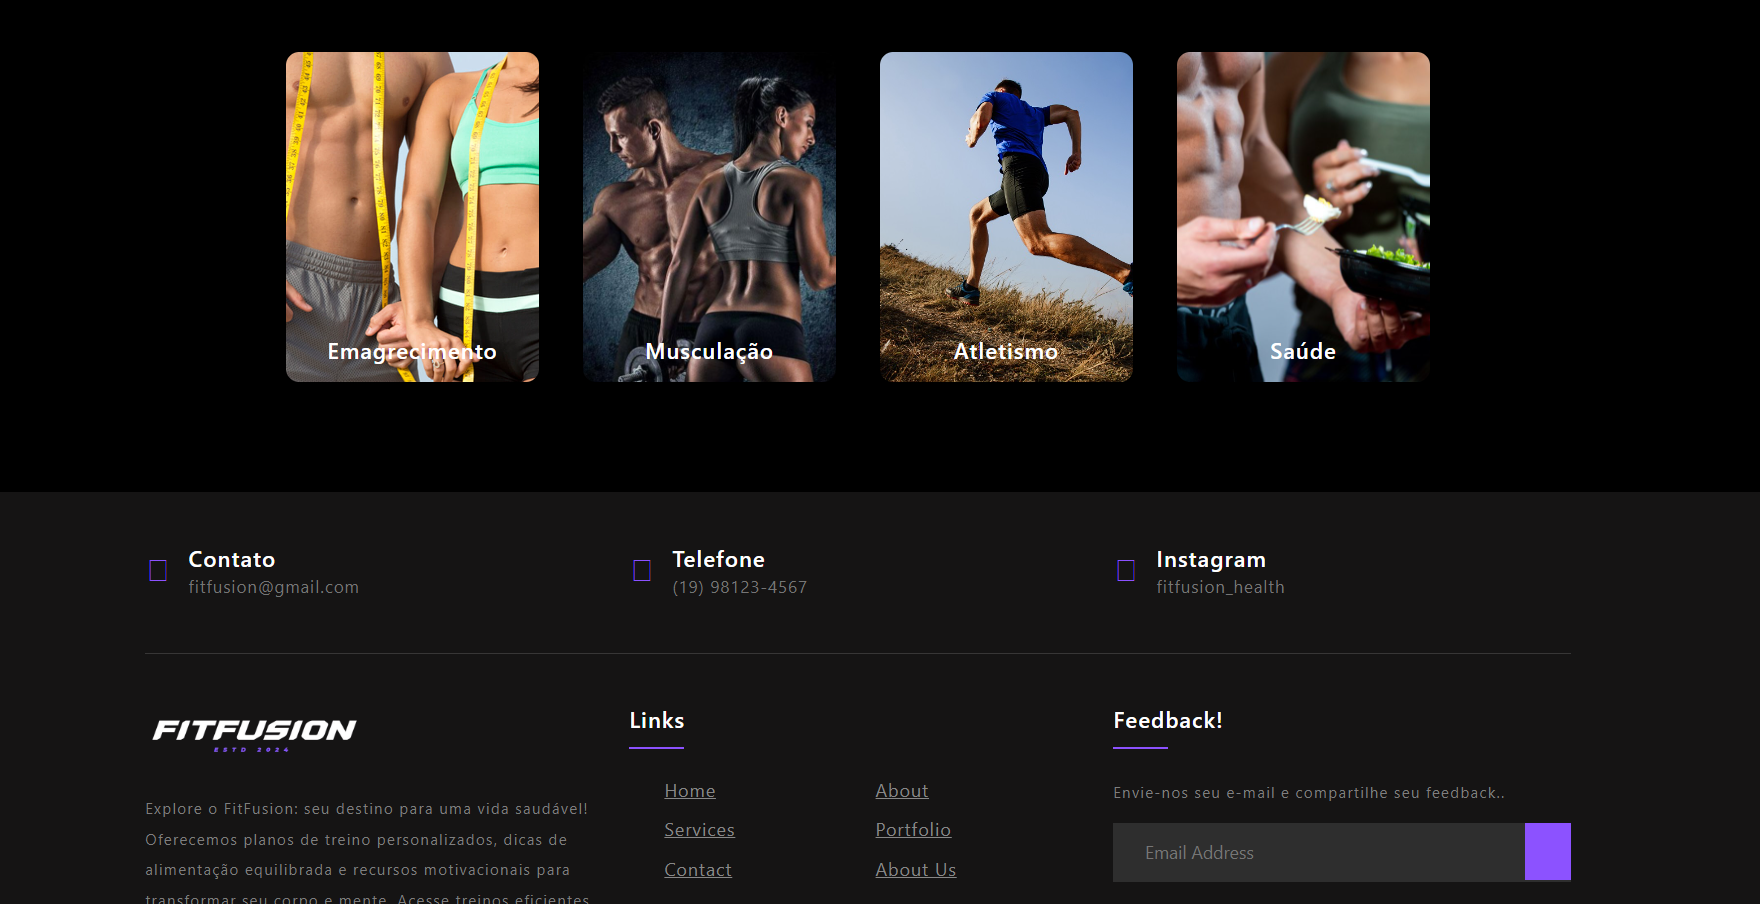 Emagrecimento
Musculação
Atletismo
Saúde
Contato
fitfusion@gmail.com
Telefone
(19) 98123-4567
Instagram
fitfusion_health
FITFUSION
ESTD 2024
Explore o FitFusion: seu destino para uma vida saudável!
Oferecemos planos de treino personalizados, dicas de
alimentação equilibrada e recursos motivacionais para
transformar seu corpo e mente. Acesse treinos eficientes
Links
Home
About
Services
Portfolio
Contact
About Us
Feedback!
Envie-nos seu e-mail e compartilhe seu feedback..
Email Address